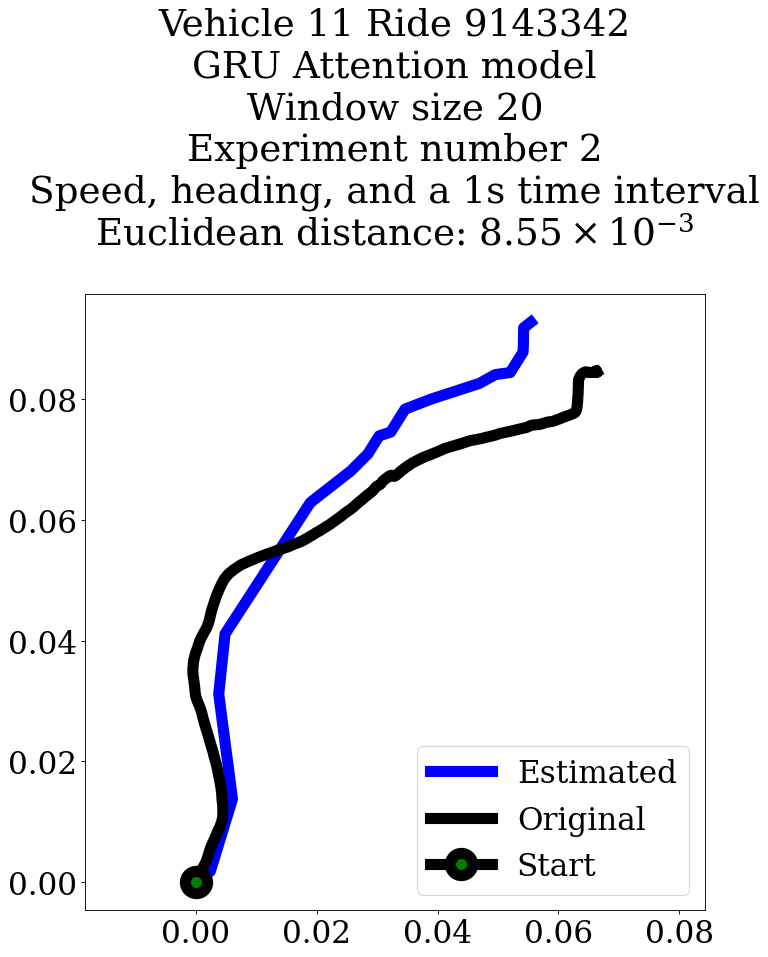 Vehicle 11 Ride 9143342
GRU Attention model
Window size 20
Experiment number 2
Speed, heading, and a 1s time interval
Euclidean distance: 8.55 × 10⁻³
0.08
0.06
0.04
0.02
0.00
Estimated
Original
Start
0.00 0.02 0.04 0.06 0.08